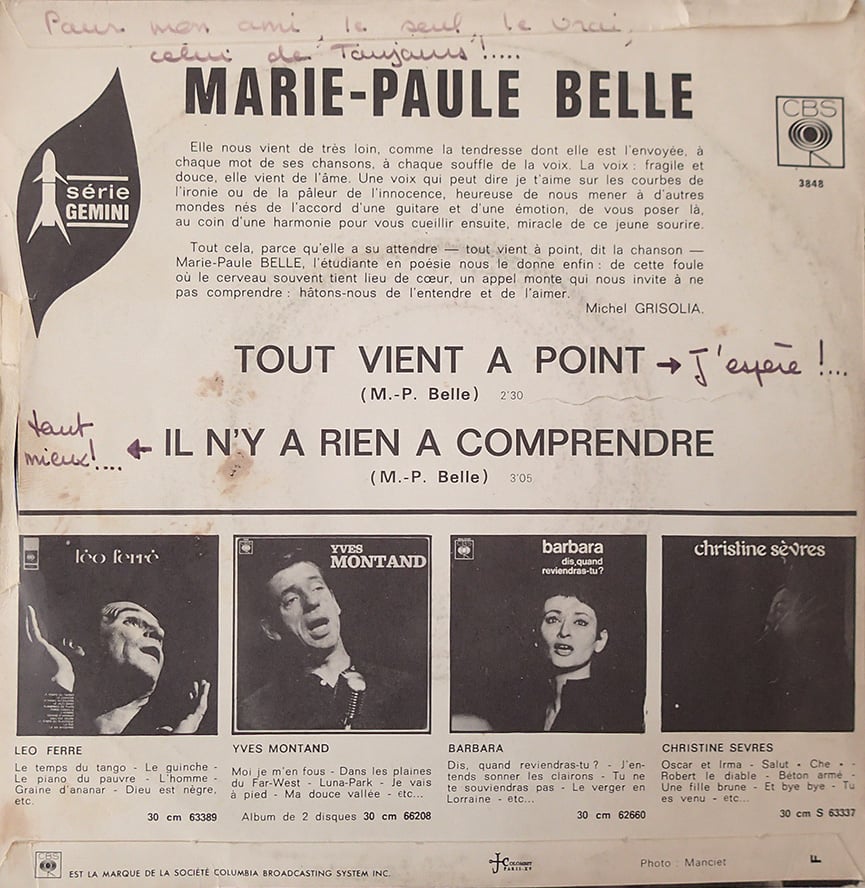 Pour mon ami, le seul, le vrai,
celui de Toujours !.....
MARIE-PAULE BELLE
CBS
3848
série
GEMINI
Elle nous vient de très loin, comme la tendresse dont elle est l'envoyée, à
chaque mot de ses chansons, à chaque souffle de la voix. La voix : fragile et
douce, elle vient de l'âme. Une voix qui peut dire je t'aime sur les courbes de
l'ironie ou de la pâleur de l'innocence, heureuse de nous mener à d'autres
mondes nés de l'accord d'une guitare et d'une émotion, de vous poser là,
au coin d'une harmonie pour vous cueillir ensuite, miracle de ce jeune sourire.
Tout cela, parce qu'elle a su attendre — tout vient à point, dit la chanson —
Marie-Paule BELLE, l'étudiante en poésie nous le donne enfin : de cette foule
où le cerveau souvent tient lieu de cœur, un appel monte qui nous invite à ne
pas comprendre : hâtons-nous de l'entendre et de l'aimer.
Michel GRISOLIA.
TOUT VIENT A POINT → J'espère !...
(M.-P. Belle) 2'30
tant
mieux !.... ← IL N'Y A RIEN A COMPRENDRE
(M.-P. Belle) 3'05
léo ferré
YVES
MONTAND
barbara
dis, quand
reviendras-tu?
christine sèvres
LEO FERRE
Le temps du tango - Le guinche -
Le piano du pauvre - L'homme -
Graine d'ananar - Dieu est nègre,
etc.
30 cm 63389
YVES MONTAND
Moi je m'en fous - Dans les plaines
du Far-West - Luna-Park - Je vais
à pied - Ma douce vallée - etc...
Album de 2 disques 30 cm 66208
BARBARA
Dis, quand reviendras-tu ? - J'en-
tends sonner les clairons - Tu ne
te souviendras pas - Le verger en
Lorraine - etc...
30 cm 62660
CHRISTINE SEVRES
Oscar et Irma - Salut « Che » -
Robert le diable - Béton armé -
Une fille brune - Et bye bye - Tu
es venu - etc...
30 cm S 63337
CBS
EST LA MARQUE DE LA SOCIÉTÉ COLUMBIA BROADCASTING SYSTEM INC.
J. COLOMBET
PARIS-XV
Photo : Manciet
F